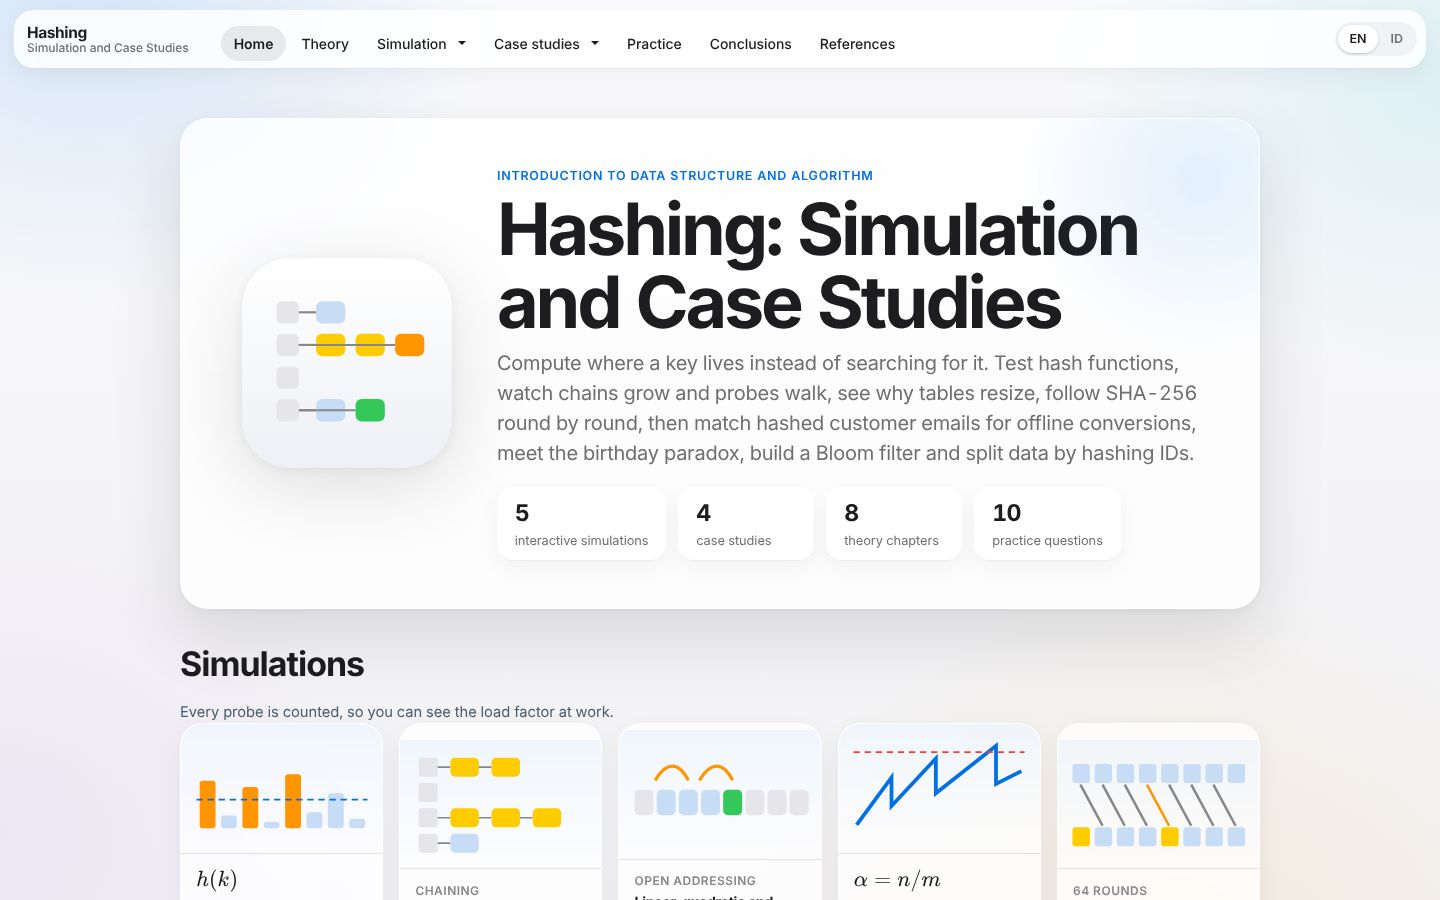 Hashing
Simulation and Case Studies
Home
Theory
Simulation
Case studies
Practice
Conclusions
References
EN
ID
INTRODUCTION TO DATA STRUCTURE AND ALGORITHM
Hashing: Simulation
and Case Studies
Compute where a key lives instead of searching for it. Test hash functions,
watch chains grow and probes walk, see why tables resize, follow SHA-256
round by round, then match hashed customer emails for offline conversions,
meet the birthday paradox, build a Bloom filter and split data by hashing IDs.
5
interactive simulations
4
case studies
8
theory chapters
10
practice questions
Simulations
Every probe is counted, so you can see the load factor at work.
h(k)
CHAINING
OPEN ADDRESSING
Linear, quadratic and
α = n/m
64 ROUNDS